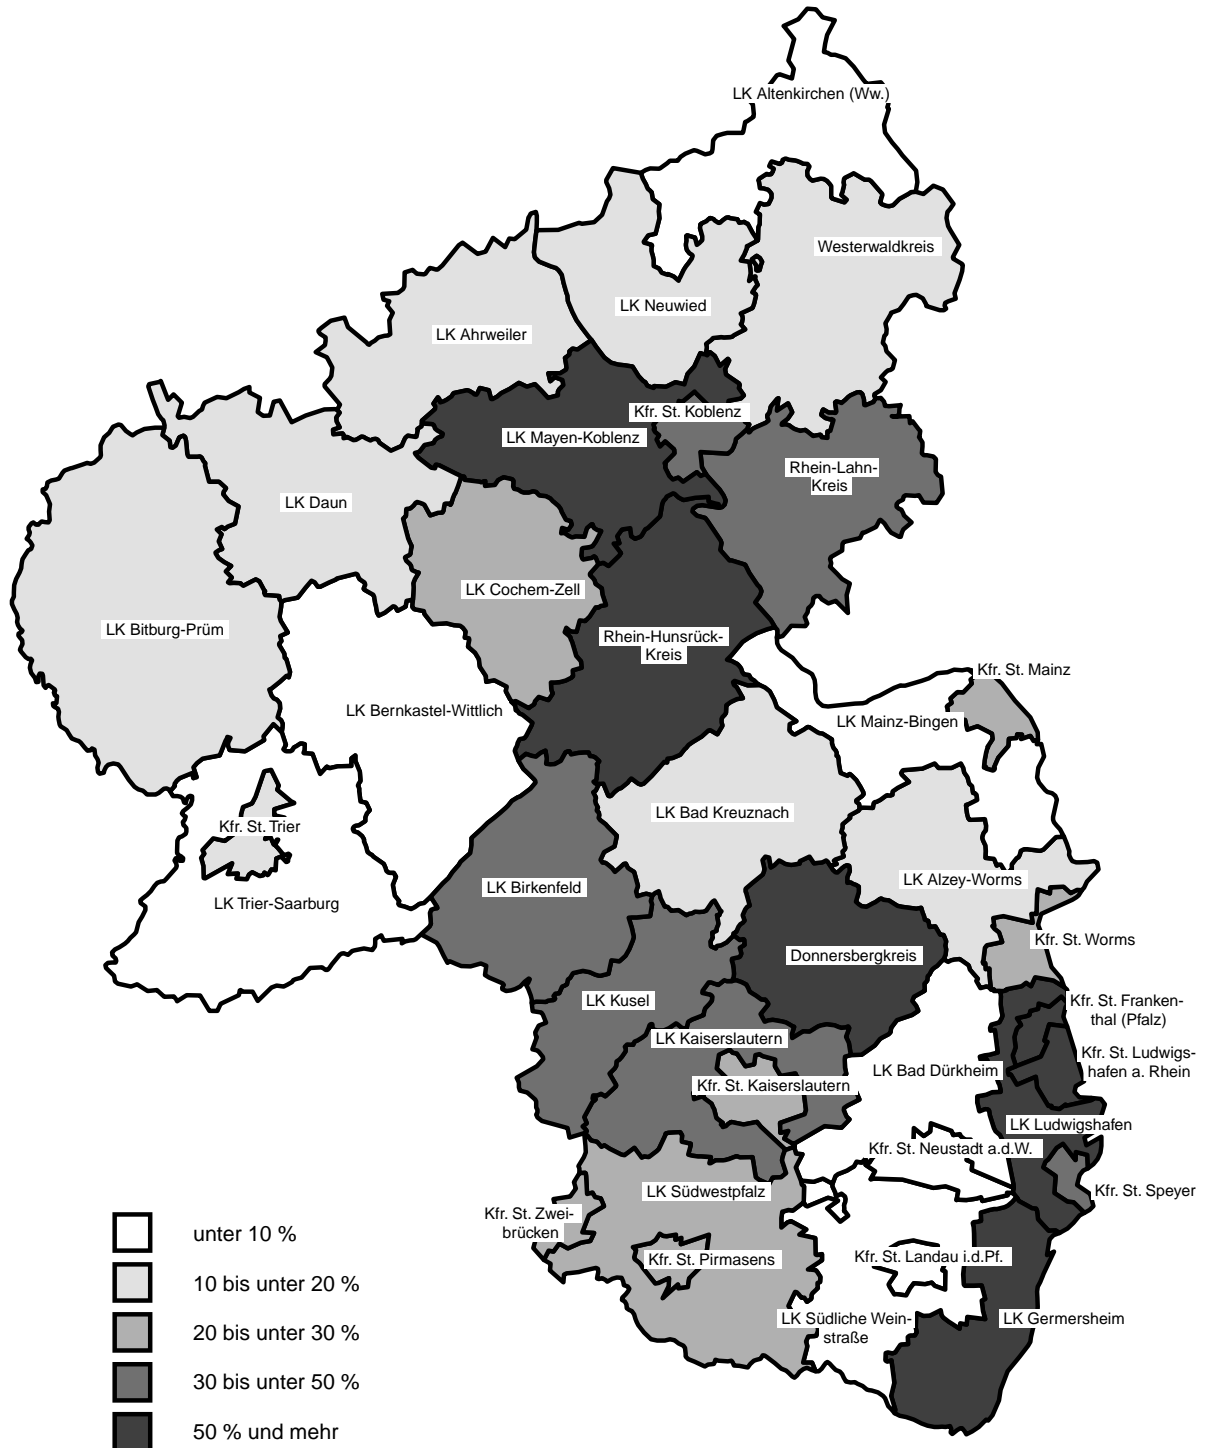 LK Altenkirchen (Ww.)
Westerwaldkreis
LK Neuwied
LK Ahrweiler
Kfr. St. Koblenz
LK Mayen-Koblenz
Rhein-Lahn-
Kreis
LK Daun
LK Cochem-Zell
LK Bitburg-Prüm
Rhein-Hunsrück-
Kreis
Kfr. St. Mainz
LK Bernkastel-Wittlich
LK Mainz-Bingen
LK Bad Kreuznach
Kfr. St. Trier
LK Alzey-Worms
LK Birkenfeld
LK Trier-Saarburg
Kfr. St. Worms
Donnersbergkreis
LK Kusel
Kfr. St. Franken-
thal (Pfalz)
LK Kaiserslautern
Kfr. St. Ludwigs-
hafen a. Rhein
LK Bad Dürkheim
Kfr. St. Kaiserslautern
LK Ludwigshafen
Kfr. St. Neustadt a.d.W.
LK Südwestpfalz
Kfr. St. Speyer
Kfr. St. Zwei-
brücken
Kfr. St. Pirmasens
Kfr. St. Landau i.d.Pf.
LK Südliche Wein-
straße
LK Germersheim
unter 10 %
10 bis unter 20 %
20 bis unter 30 %
30 bis unter 50 %
50 % und mehr